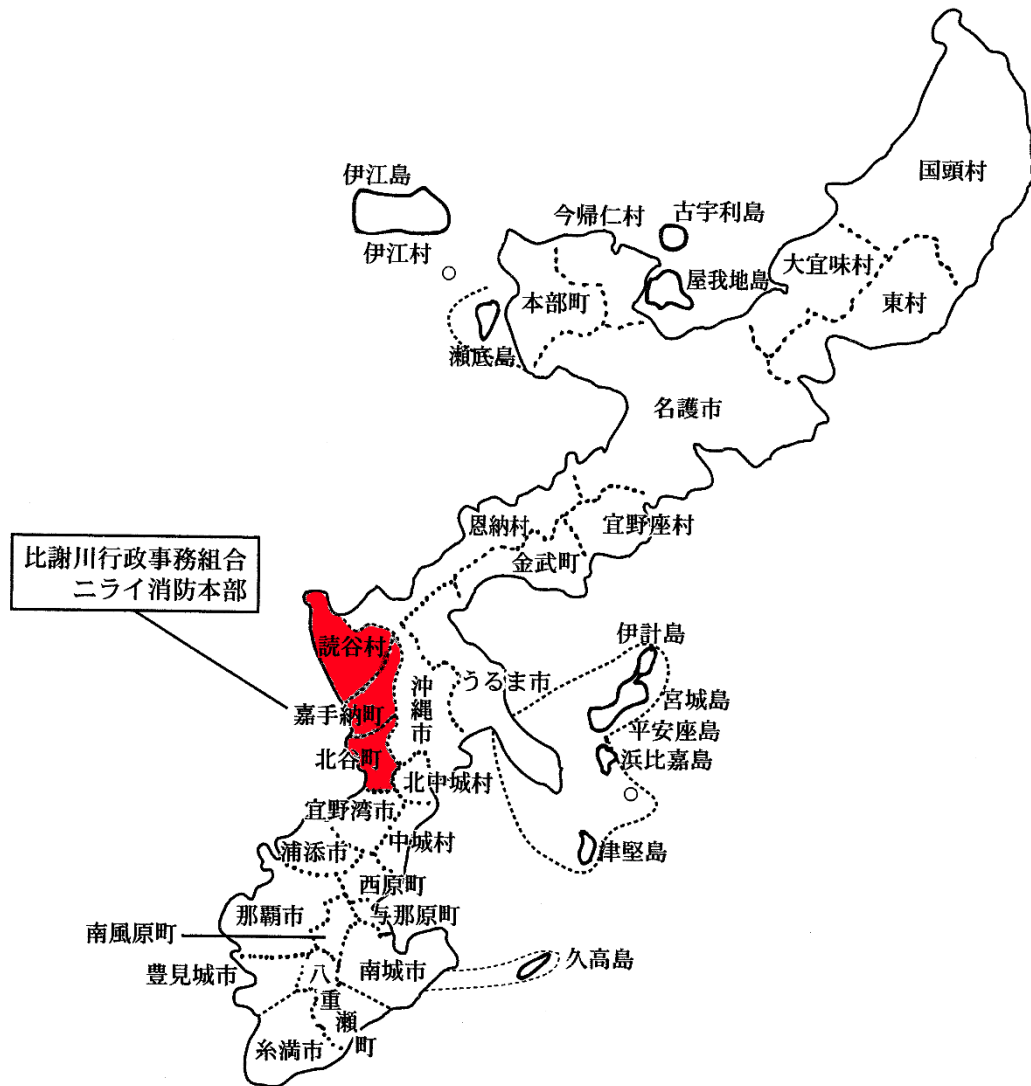 国頭村
伊江島
今帰仁村
古宇利島
伊江村
大宜味村
屋我地島
本部町
東村
瀬底島
名護市
恩納村
宜野座村
金武町
比謝川行政事務組合
ニライ消防本部
読谷村
伊計島
うるま市
沖縄市
宮城島
嘉手納町
平安座島
北谷町
浜比嘉島
北中城村
宜野湾市
中城村
浦添市
津堅島
西原町
那覇市
与那原町
南風原町
豊見城市
八重瀬町
南城市
久高島
糸満市